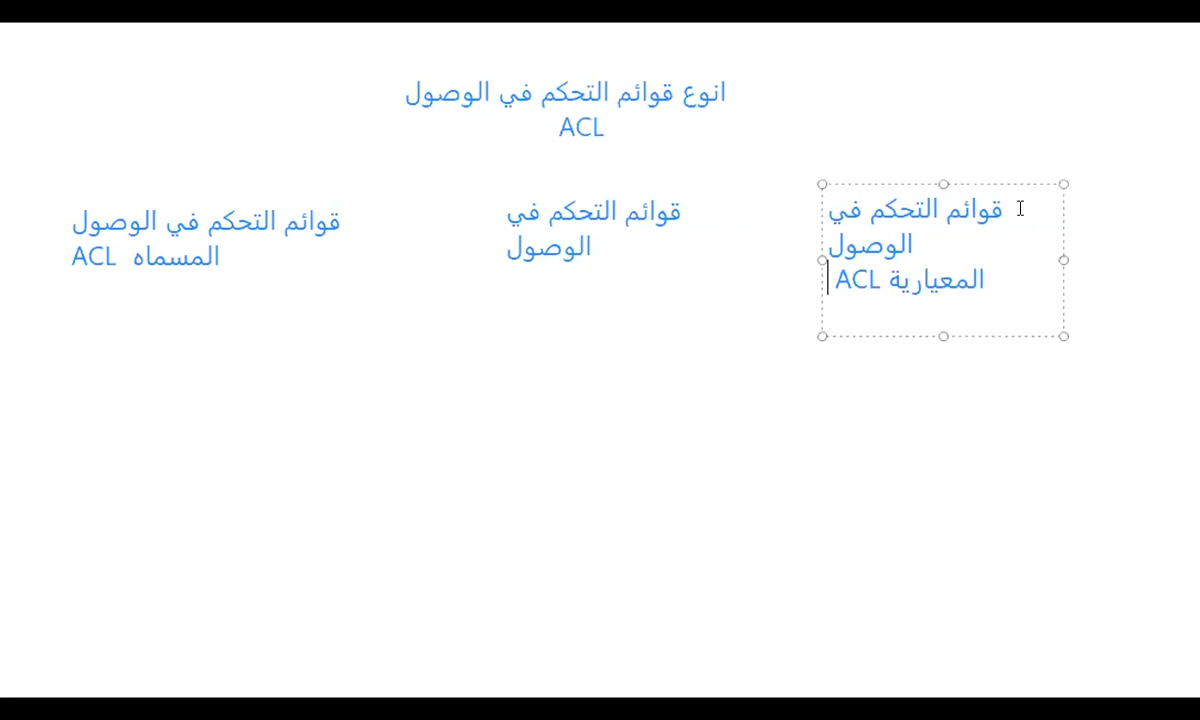 انوع قوائم التحكم في الوصول
ACL
قوائم التحكم في
الوصول
المعيارية ACL
قوائم التحكم في
الوصول
قوائم التحكم في الوصول
المسماه ACL